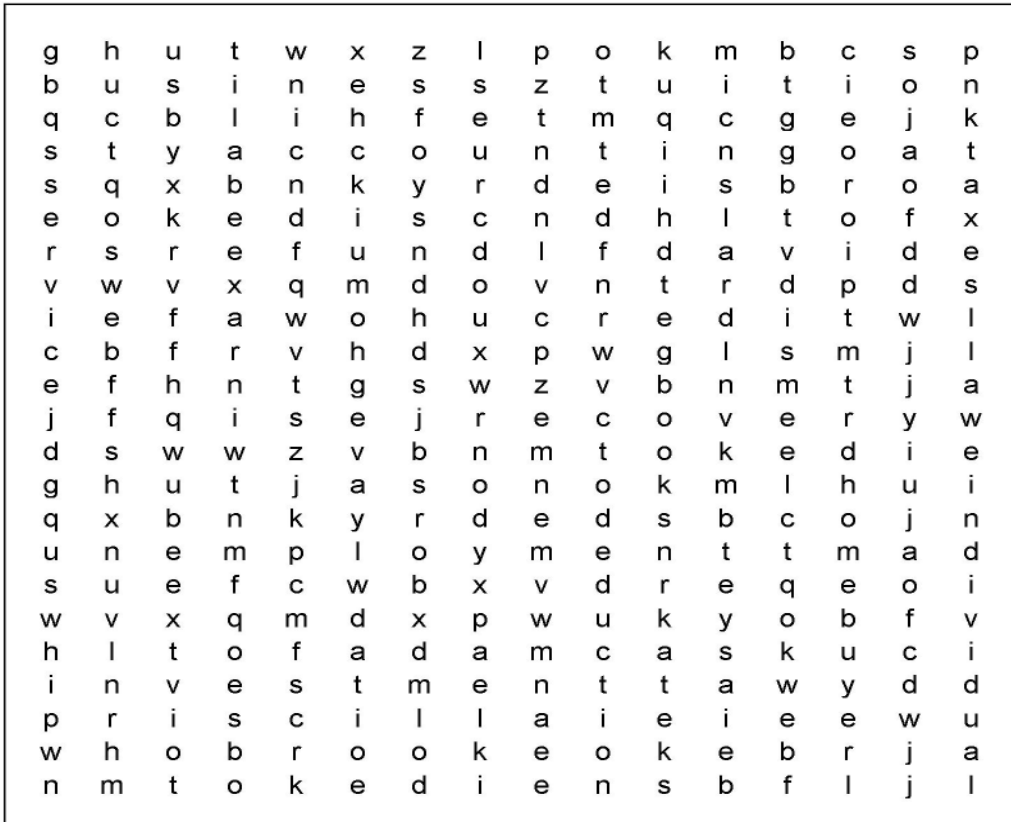 g h u t w x z l p o k m b c s p
b u s i n e s s z t u i t i o n
q c b l i h f e t m q c g e j k
s t y a c c o u n t i n g o a t
s q x b n k y r d e i s b r o a
e o k e d i s c n d h l t o f x
r s r e f u n d l f d a v i d e
v w v x q m d o v n t r d p d s
i e f a w o h u c r e d i t w l
c b f r v h d x p w g l s m j l
e f h n t g s w z v b n m t j a
j f q i s e j r e c o v e r y w
d s w w z v b n m t o k e d i e
g h u t j a s o n o k m l h u i
q x b n k y r d e d s b c o j n
u n e m p l o y m e n t t m a d
s u e f c w b x v d r e q e o i
w v x q m d x p w u k y o b f v
h l t o f a d a m c a s k u c i
i n v e s t m e n t t a w y d d
p r i s c i l l a i e i e e w u
w h o b r o o k e o k e b r j a
n m t o k e d i e n s b f l j l